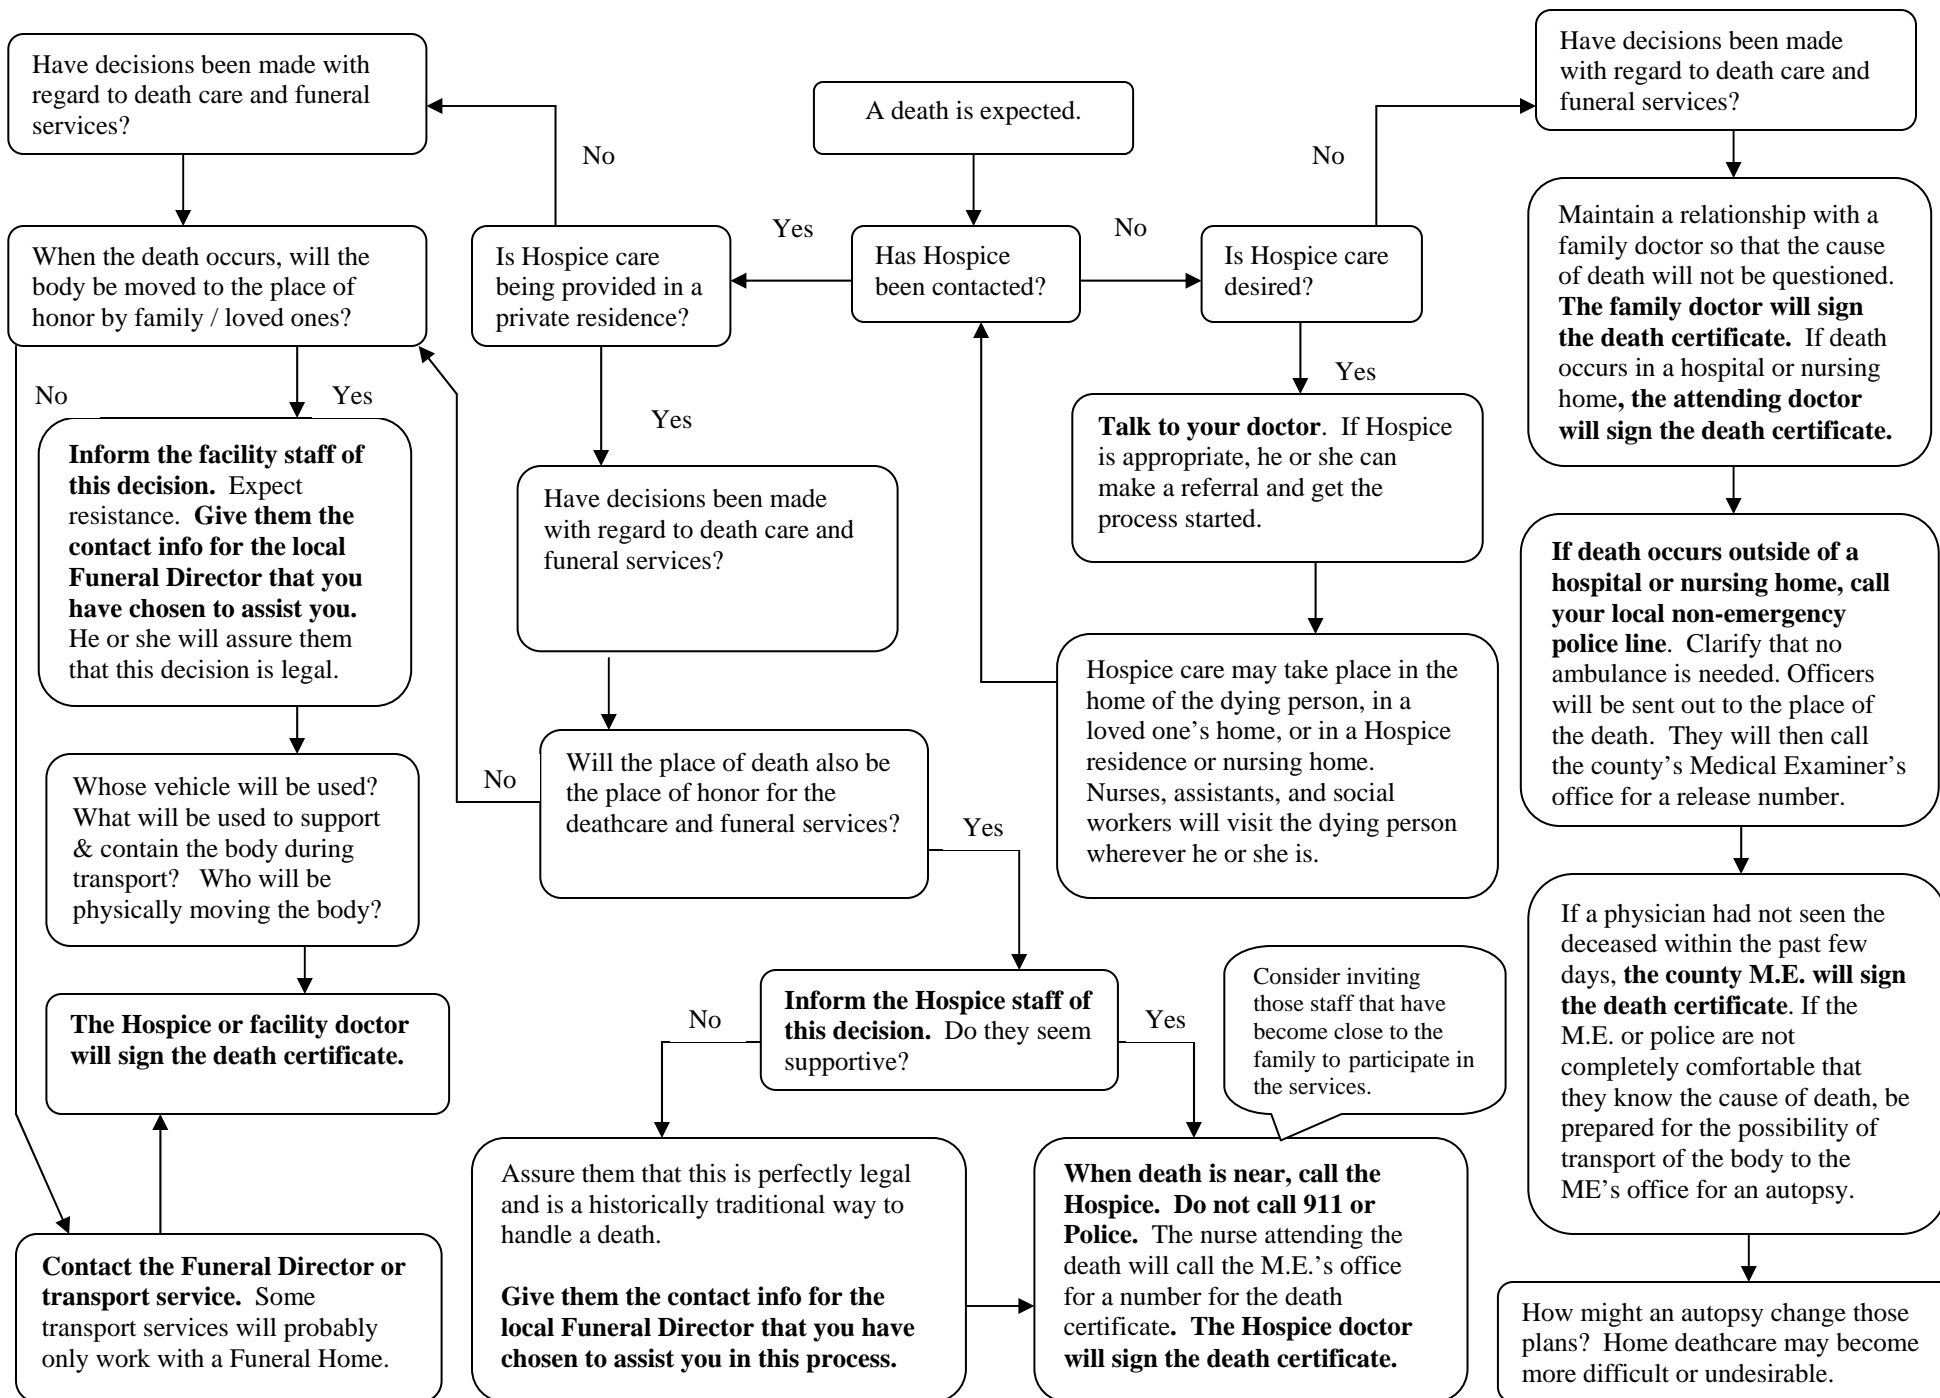 Have decisions been made with
regard to death care and funeral
services?
A death is expected.
Have decisions been made
with regard to death care and
funeral services?
No
No
When the death occurs, will the
body be moved to the place of
honor by family / loved ones?
Is Hospice care
being provided in a
private residence?
Yes
Has Hospice
been contacted?
No
Is Hospice care
desired?
Maintain a relationship with a
family doctor so that the cause
of death will not be questioned.
The family doctor will sign
the death certificate. If death
occurs in a hospital or nursing
home, the attending doctor
will sign the death certificate.
No
Yes
Yes
Yes
Inform the facility staff of
this decision. Expect
resistance. Give them the
contact info for the local
Funeral Director that you
have chosen to assist you.
He or she will assure them
that this decision is legal.
Have decisions been made
with regard to death care and
funeral services?
Talk to your doctor. If Hospice
is appropriate, he or she can
make a referral and get the
process started.
If death occurs outside of a
hospital or nursing home, call
your local non-emergency
police line. Clarify that no
ambulance is needed. Officers
will be sent out to the place of
the death. They will then call
the county's Medical Examiner's
office for a release number.
Whose vehicle will be used?
What will be used to support
& contain the body during
transport? Who will be
physically moving the body?
No
Will the place of death also be
the place of honor for the
deathcare and funeral services?
Yes
Hospice care may take place in the
home of the dying person, in a
loved one's home, or in a Hospice
residence or nursing home.
Nurses, assistants, and social
workers will visit the dying person
wherever he or she is.
If a physician had not seen the
deceased within the past few
days, the county M.E. will sign
the death certificate. If the
M.E. or police are not
completely comfortable that
they know the cause of death, be
prepared for the possibility of
transport of the body to the
ME's office for an autopsy.
The Hospice or facility doctor
will sign the death certificate.
No
Inform the Hospice staff of
this decision. Do they seem
supportive?
Yes
Consider inviting
those staff that have
become close to the
family to participate in
the services.
Contact the Funeral Director or
transport service. Some
transport services will probably
only work with a Funeral Home.
Assure them that this is perfectly legal
and is a historically traditional way to
handle a death.
Give them the contact info for the
local Funeral Director that you have
chosen to assist you in this process.
When death is near, call the
Hospice. Do not call 911 or
Police. The nurse attending the
death will call the M.E.'s office
for a number for the death
certificate. The Hospice doctor
will sign the death certificate.
How might an autopsy change those
plans? Home deathcare may become
more difficult or undesirable.